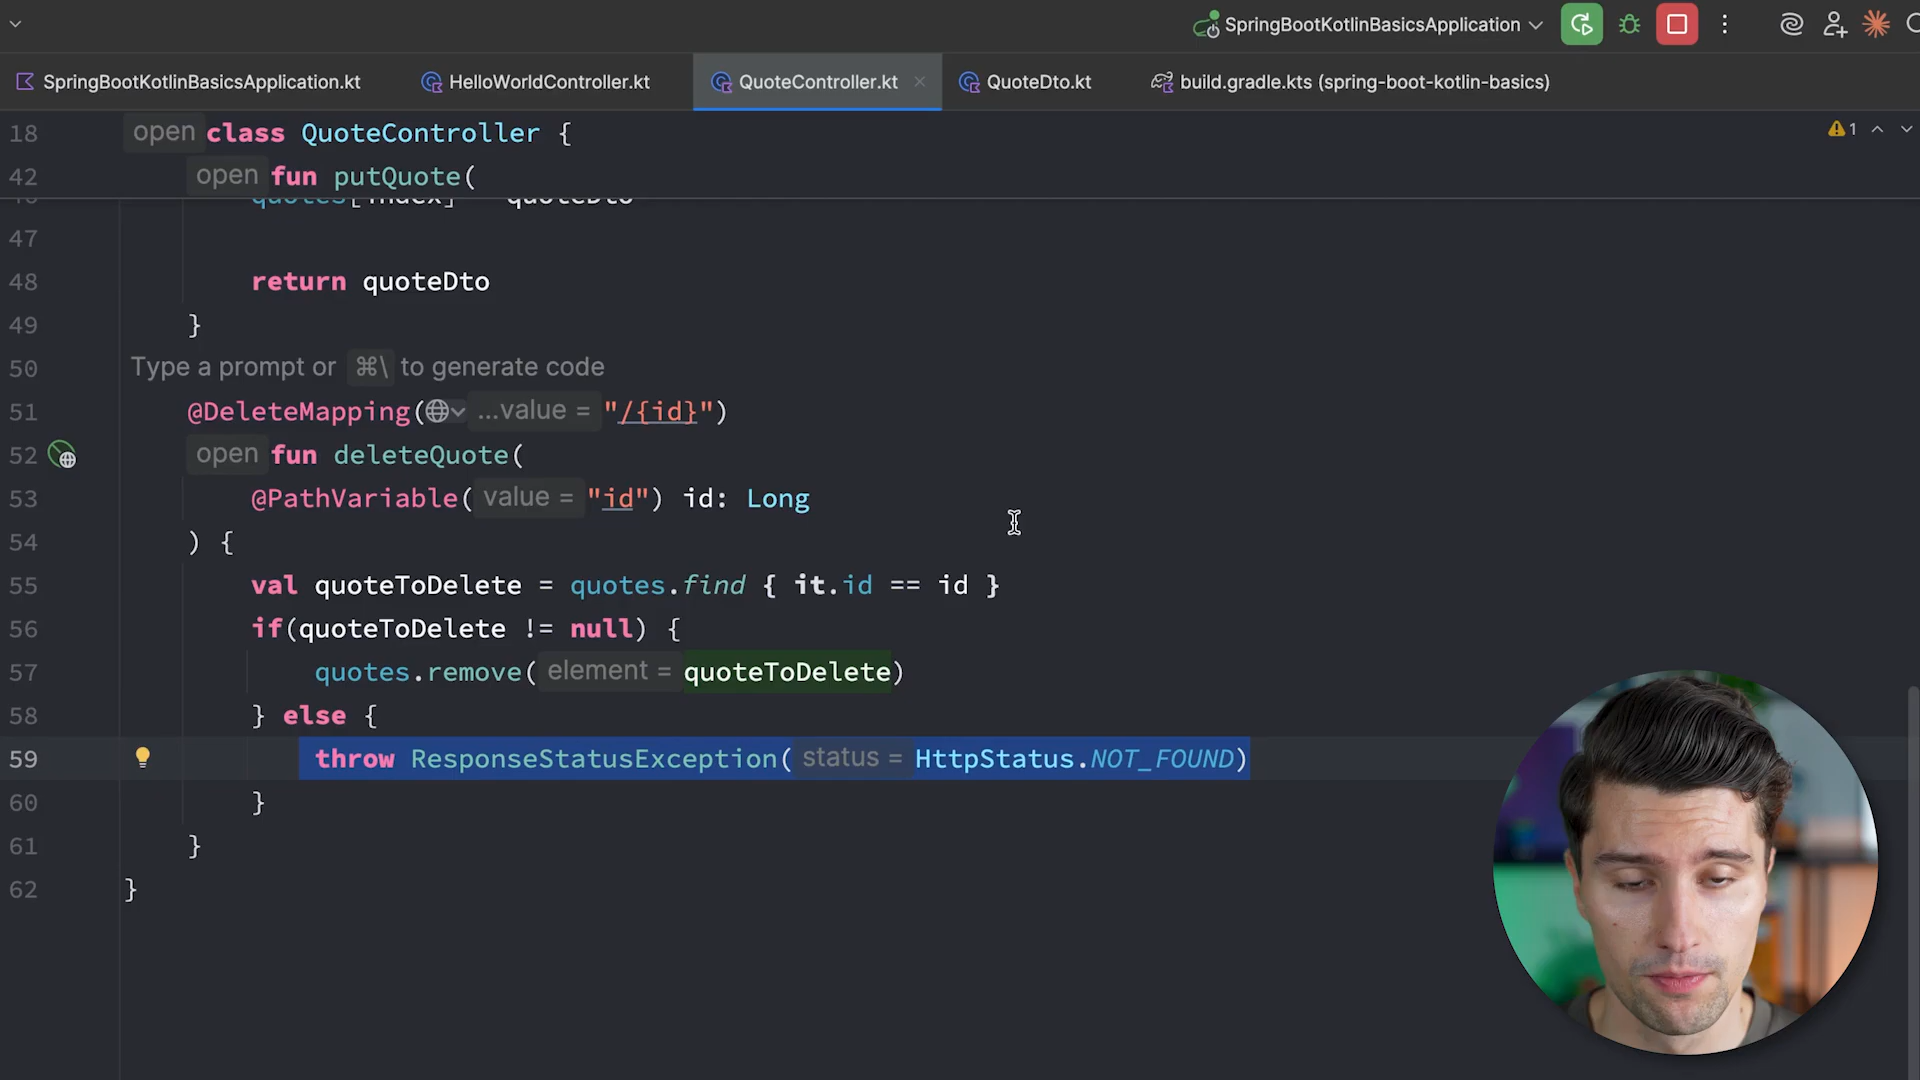 SpringBootKotlinBasicsApplication
SpringBootKotlinBasicsApplication.kt HelloWorldController.kt QuoteController.kt QuoteDto.kt build.gradle.kts (spring-boot-kotlin-basics)
18 open class QuoteController { 1
42 open fun putQuote(
quotes[index] quoteDto
47
48 return quoteDto
49 }
50 Type a prompt or ⌘\ to generate code
51 @DeleteMapping( ...value = "/{id}")
52 open fun deleteQuote(
53 @PathVariable( value = "id") id: Long
54 ) {
55 val quoteToDelete = quotes.find { it.id == id }
56 if(quoteToDelete != null) {
57 quotes.remove( element = quoteToDelete)
58 } else {
59 throw ResponseStatusException( status = HttpStatus.NOT_FOUND)
60 }
61 }
62 }